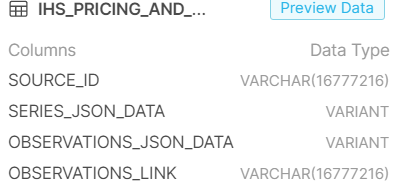 IHS_PRICING_AND_... Preview Data
Columns Data Type
SOURCE_ID VARCHAR(16777216)
SERIES_JSON_DATA VARIANT
OBSERVATIONS_JSON_DATA VARIANT
OBSERVATIONS_LINK VARCHAR(16777216)